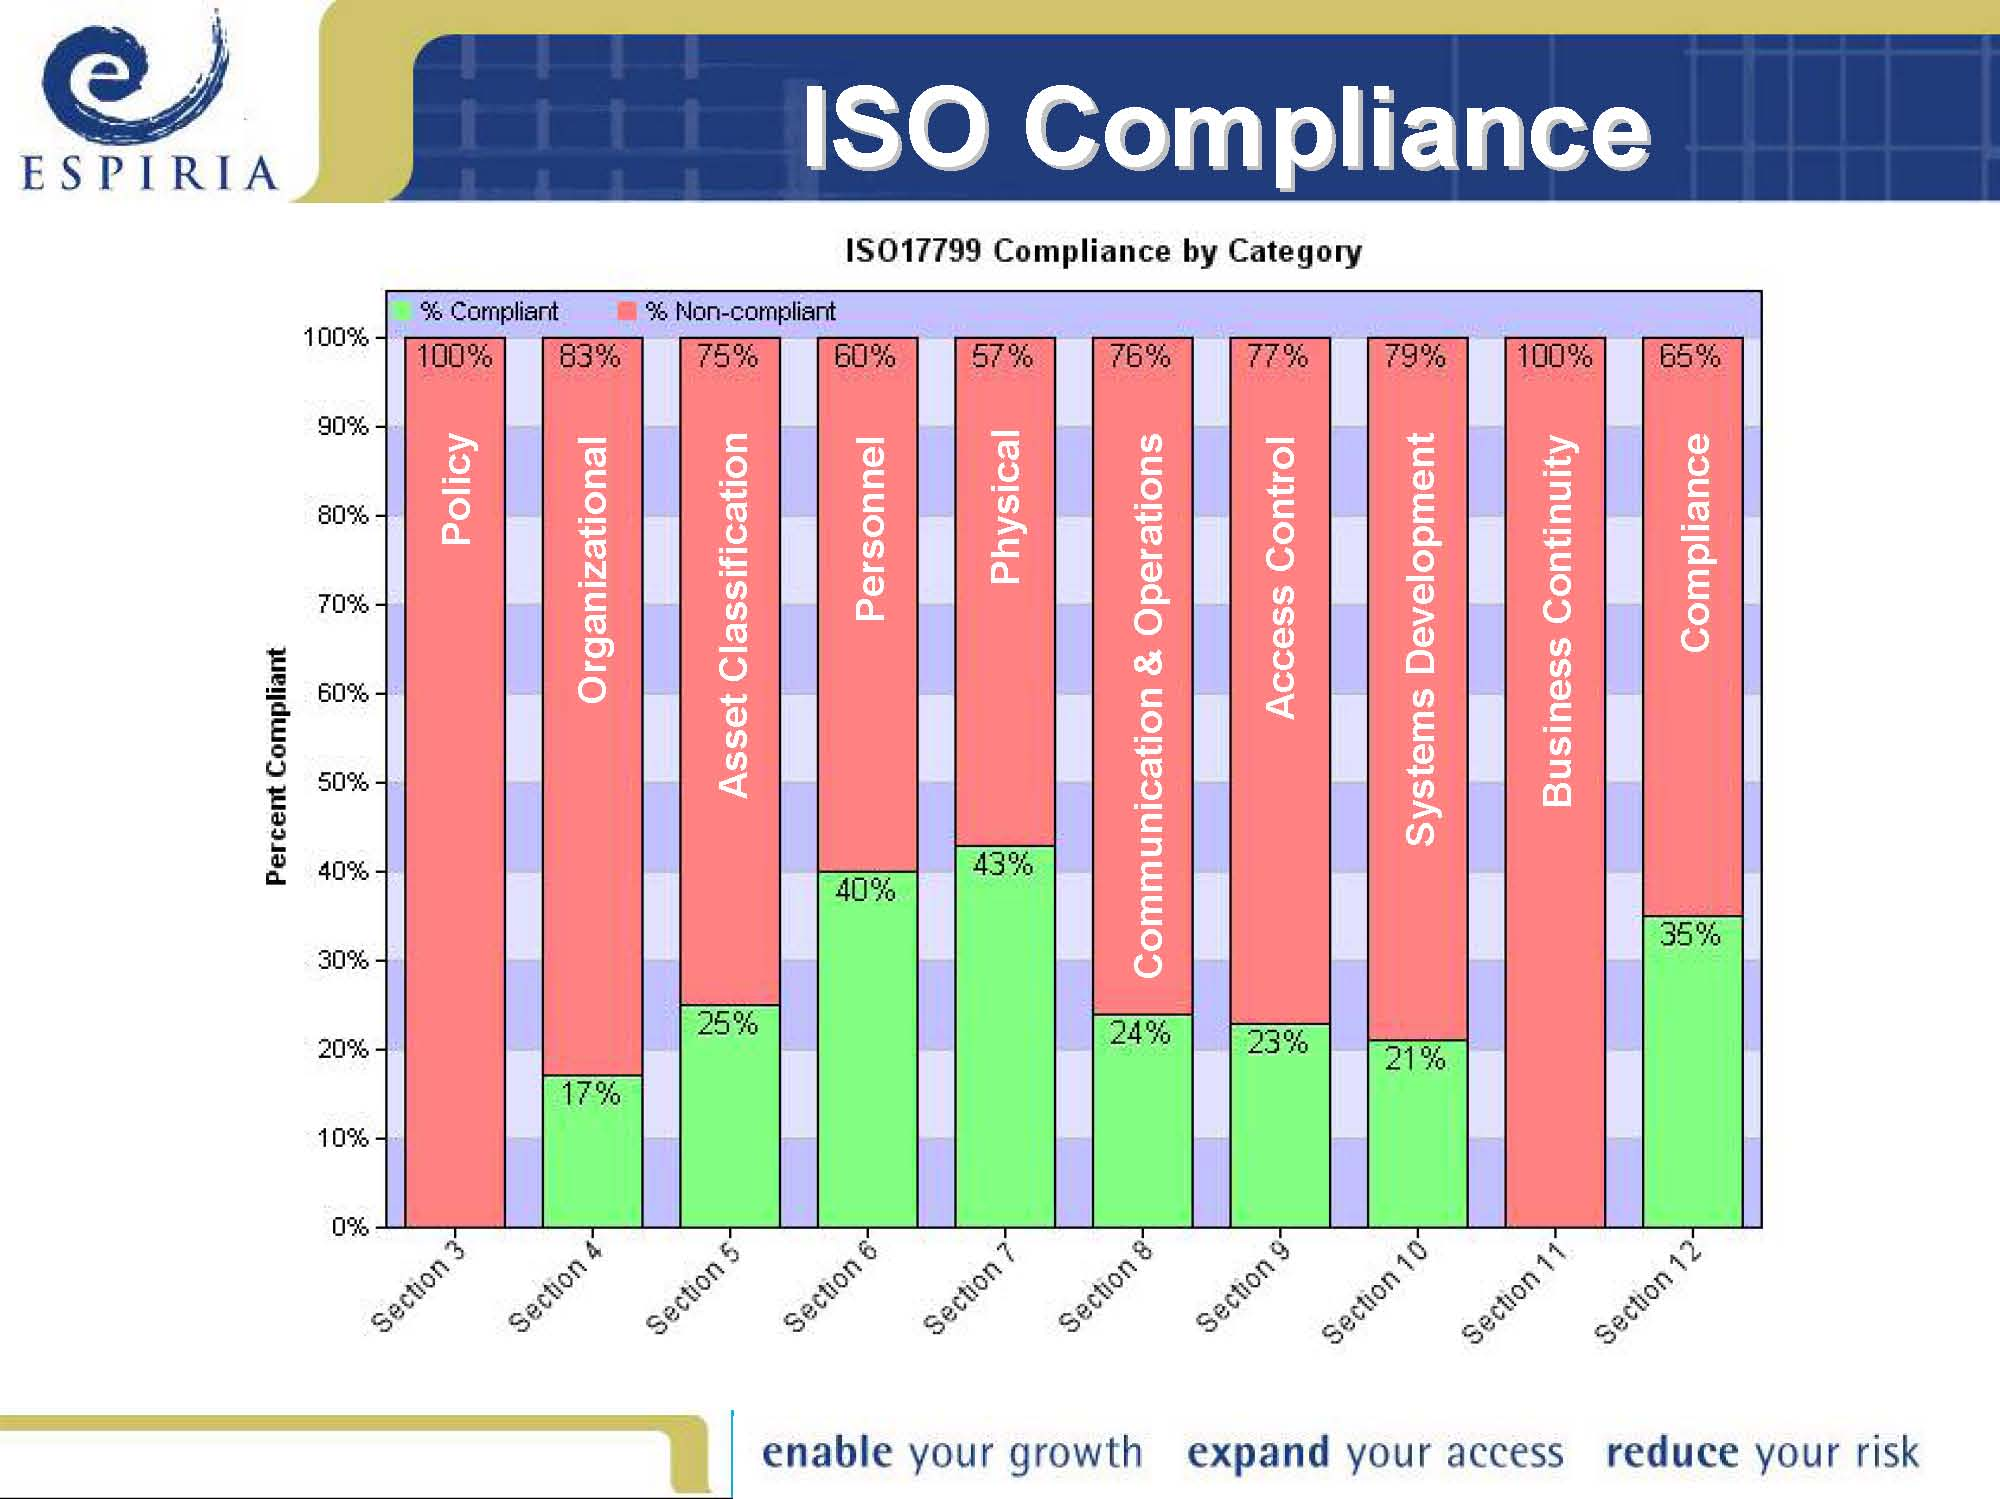 e
ESPIRIA
ISO Compliance
ISO17799 Compliance by Category
% Compliant % Non-compliant
Percent Compliant
100%
90%
80%
70%
60%
50%
40%
30%
20%
10%
0%
100% 83% 75% 60% 57% 76% 77% 79% 100% 65%
Policy
Organizational
Asset Classification
Personnel
Physical
Communication & Operations
Access Control
Systems Development
Business Continuity
Compliance
17% 25% 40% 43% 24% 23% 21% 35%
Section 3
Section 4
Section 5
Section 6
Section 7
Section 8
Section 9
Section 10
Section 11
Section 12
enable your growth expand your access reduce your risk